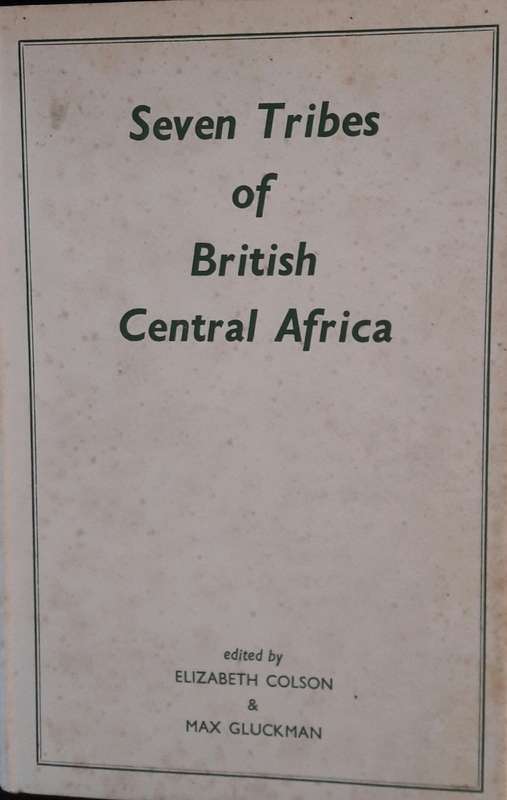 Seven Tribes
of
British
Central Africa
edited by
ELIZABETH COLSON
&
MAX GLUCKMAN